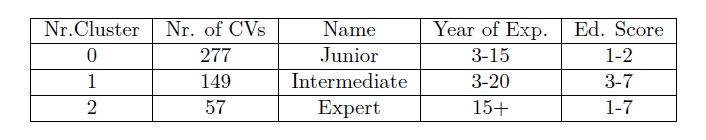 Nr.Cluster Nr. of CVs Name Year of Exp. Ed. Score
0 277 Junior 3-15 1-2
1 149 Intermediate 3-20 3-7
2 57 Expert 15+ 1-7